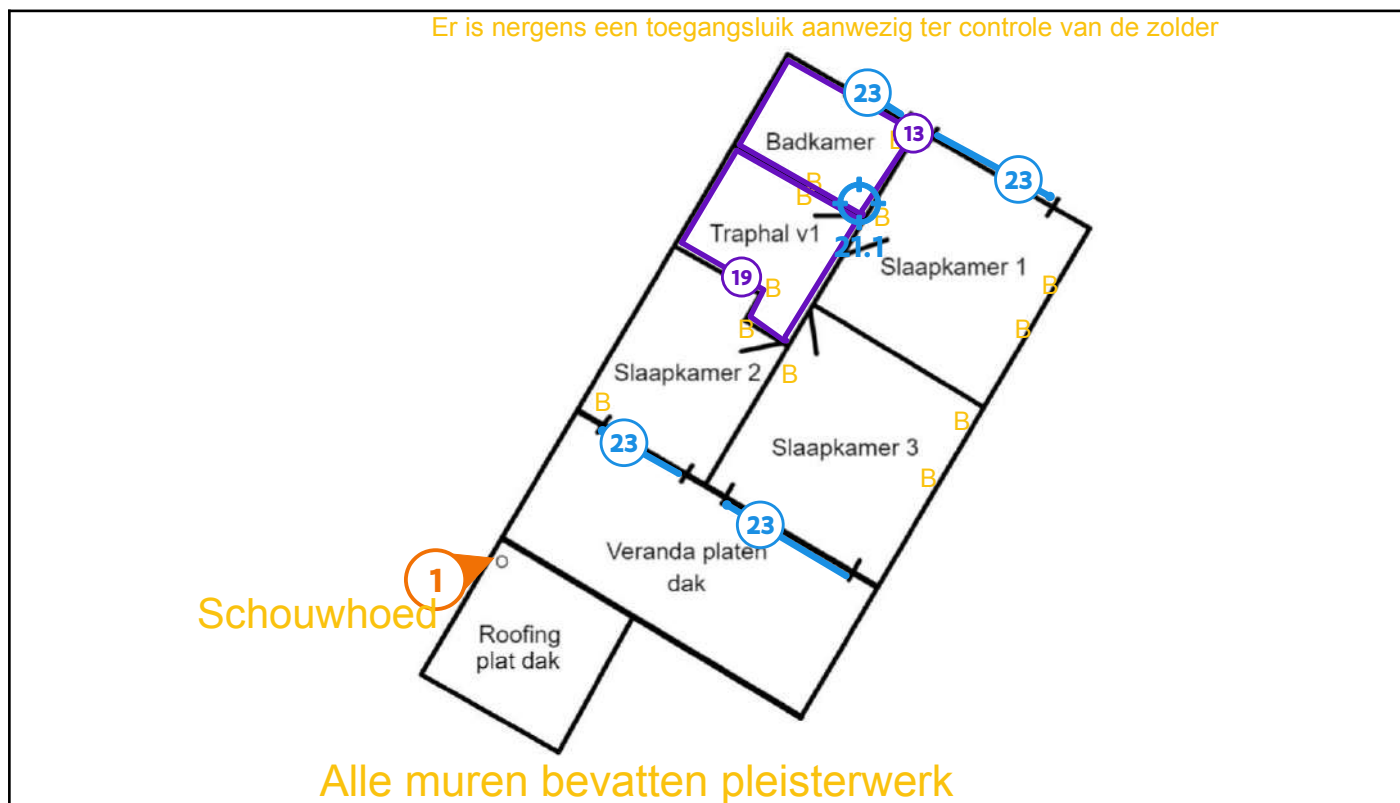 Er is nergens een toegangsluik aanwezig ter controle van de zolder
23
13
Badkamer
B
23
B
B
B
Traphal v1
21.1
Slaapkamer 1
19
B
B
B
B
Slaapkamer 2
B
B
B
23
Slaapkamer 3
B
23
Veranda platen
dak
1
Schouwhoed
Roofing
plat dak
Alle muren bevatten pleisterwerk